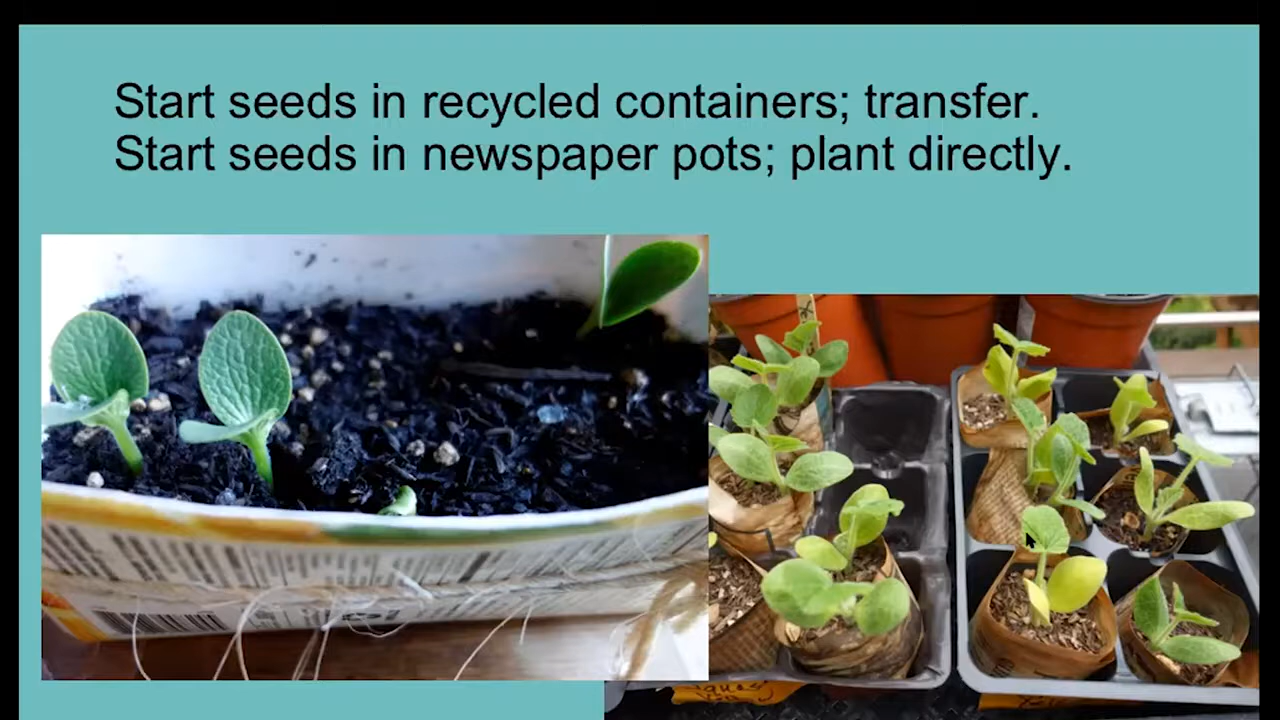 Start seeds in recycled containers; transfer.
Start seeds in newspaper pots; plant directly.